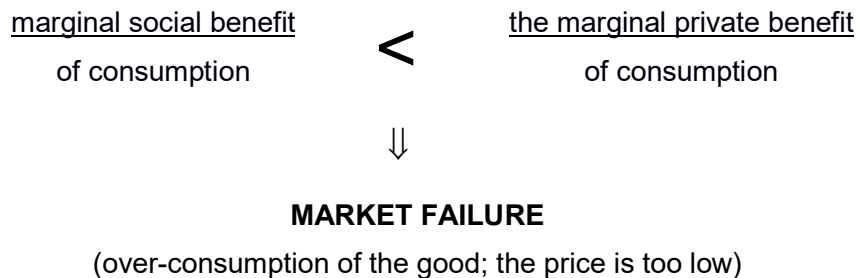 marginal social benefit < the marginal private benefit
of consumption of consumption
⇓
MARKET FAILURE
(over-consumption of the good; the price is too low)